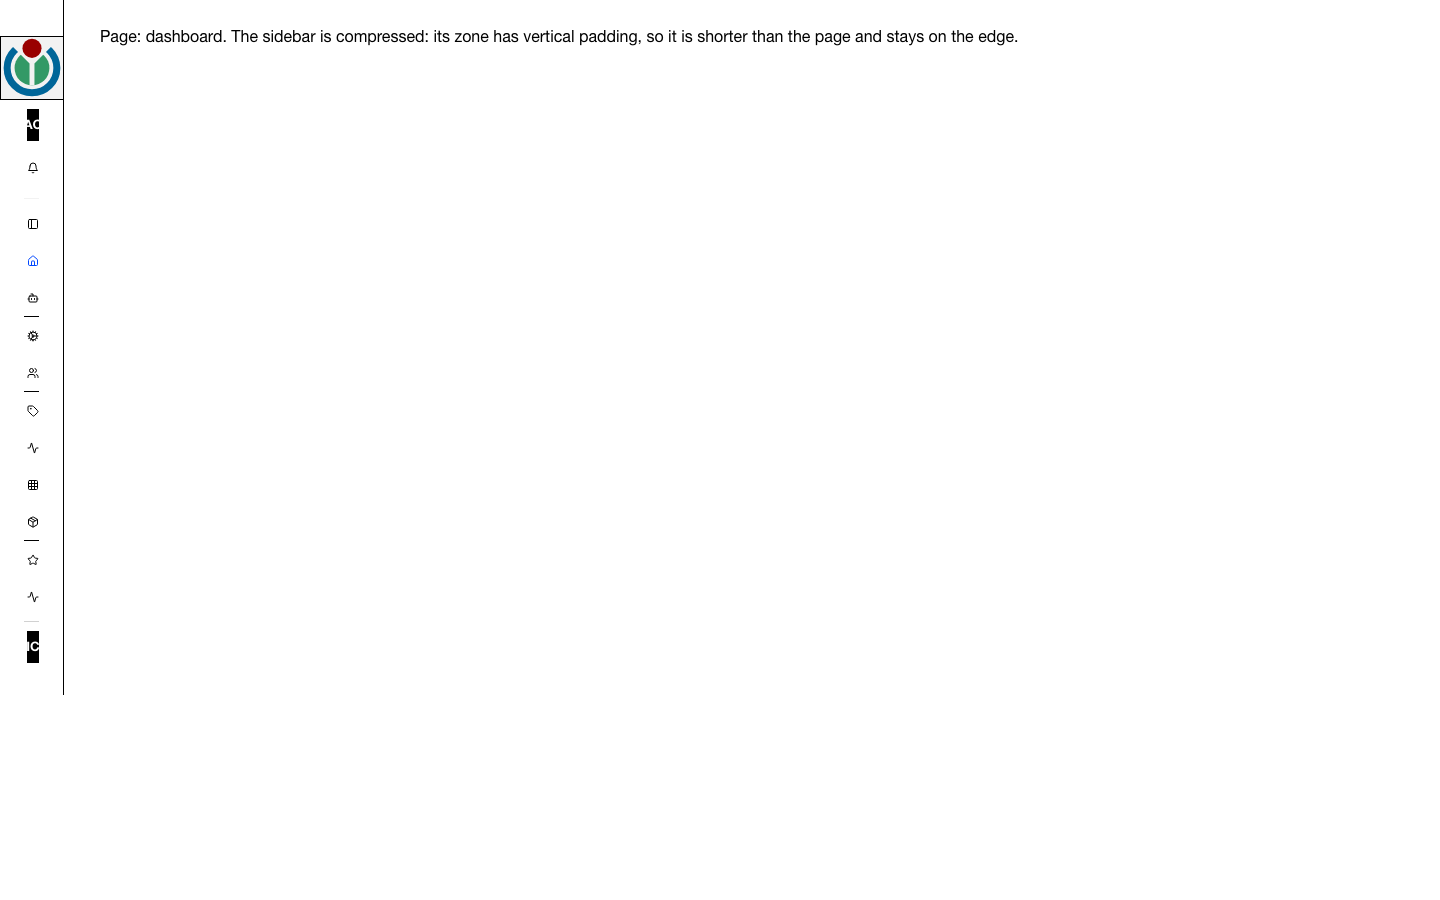 Page: dashboard. The sidebar is compressed: its zone has vertical padding, so it is shorter than the page and stays on the edge.